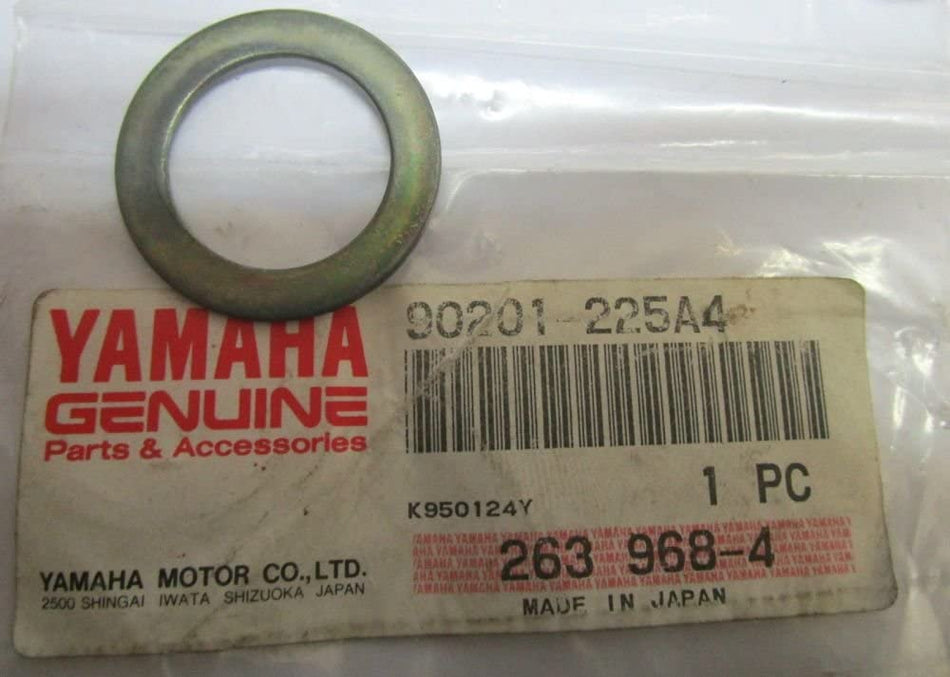 YAMAHA
GENUINE
Parts & Accessories
YAMAHA MOTOR CO., LTD.
2500 SHINGAI IWATA SHIZUOKA JAPAN
90201-225A4
1 PC
K950124Y
263 968-4
MADE IN JAPAN